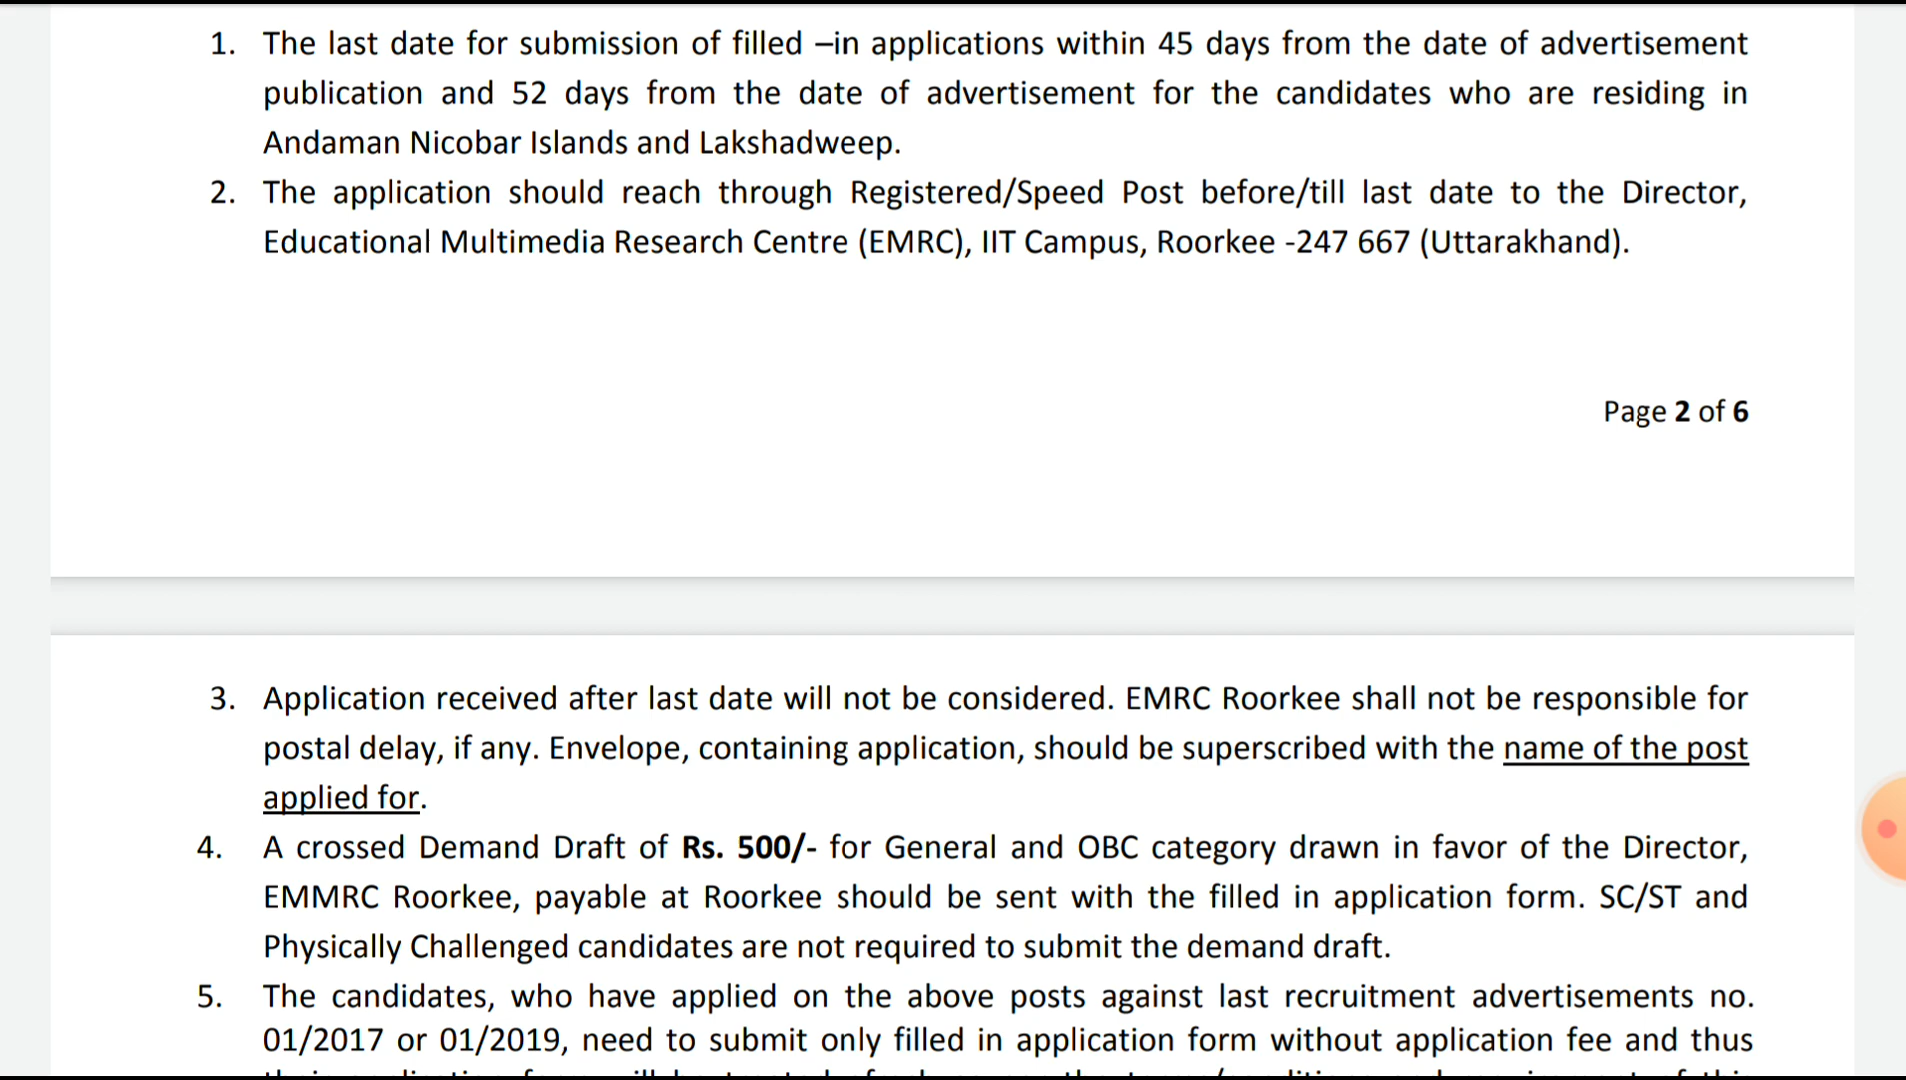 1. The last date for submission of filled –in applications within 45 days from the date of advertisement
publication and 52 days from the date of advertisement for the candidates who are residing in
Andaman Nicobar Islands and Lakshadweep.
2. The application should reach through Registered/Speed Post before/till last date to the Director,
Educational Multimedia Research Centre (EMRC), IIT Campus, Roorkee -247 667 (Uttarakhand).
Page 2 of 6
3. Application received after last date will not be considered. EMRC Roorkee shall not be responsible for
postal delay, if any. Envelope, containing application, should be superscribed with the name of the post
applied for.
4. A crossed Demand Draft of Rs. 500/- for General and OBC category drawn in favor of the Director,
EMMRC Roorkee, payable at Roorkee should be sent with the filled in application form. SC/ST and
Physically Challenged candidates are not required to submit the demand draft.
5. The candidates, who have applied on the above posts against last recruitment advertisements no.
01/2017 or 01/2019, need to submit only filled in application form without application fee and thus